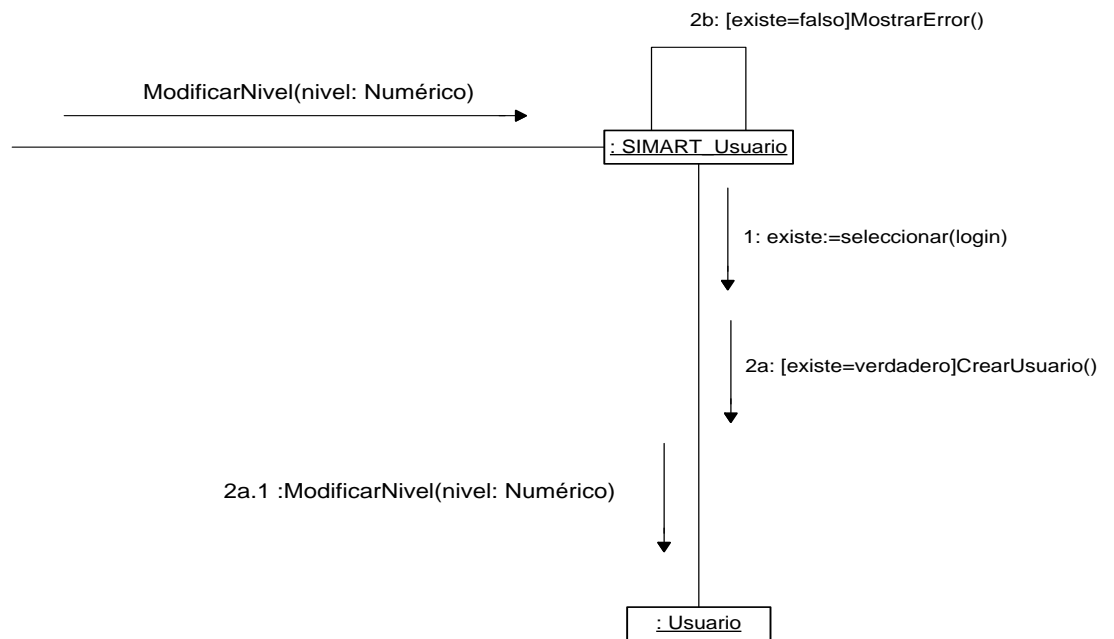 2b: [existe=falso]MostrarError()
ModificarNivel(nivel: Numérico)
: SIMART_Usuario
1: existe:=seleccionar(login)
2a: [existe=verdadero]CrearUsuario()
2a.1 :ModificarNivel(nivel: Numérico)
: Usuario